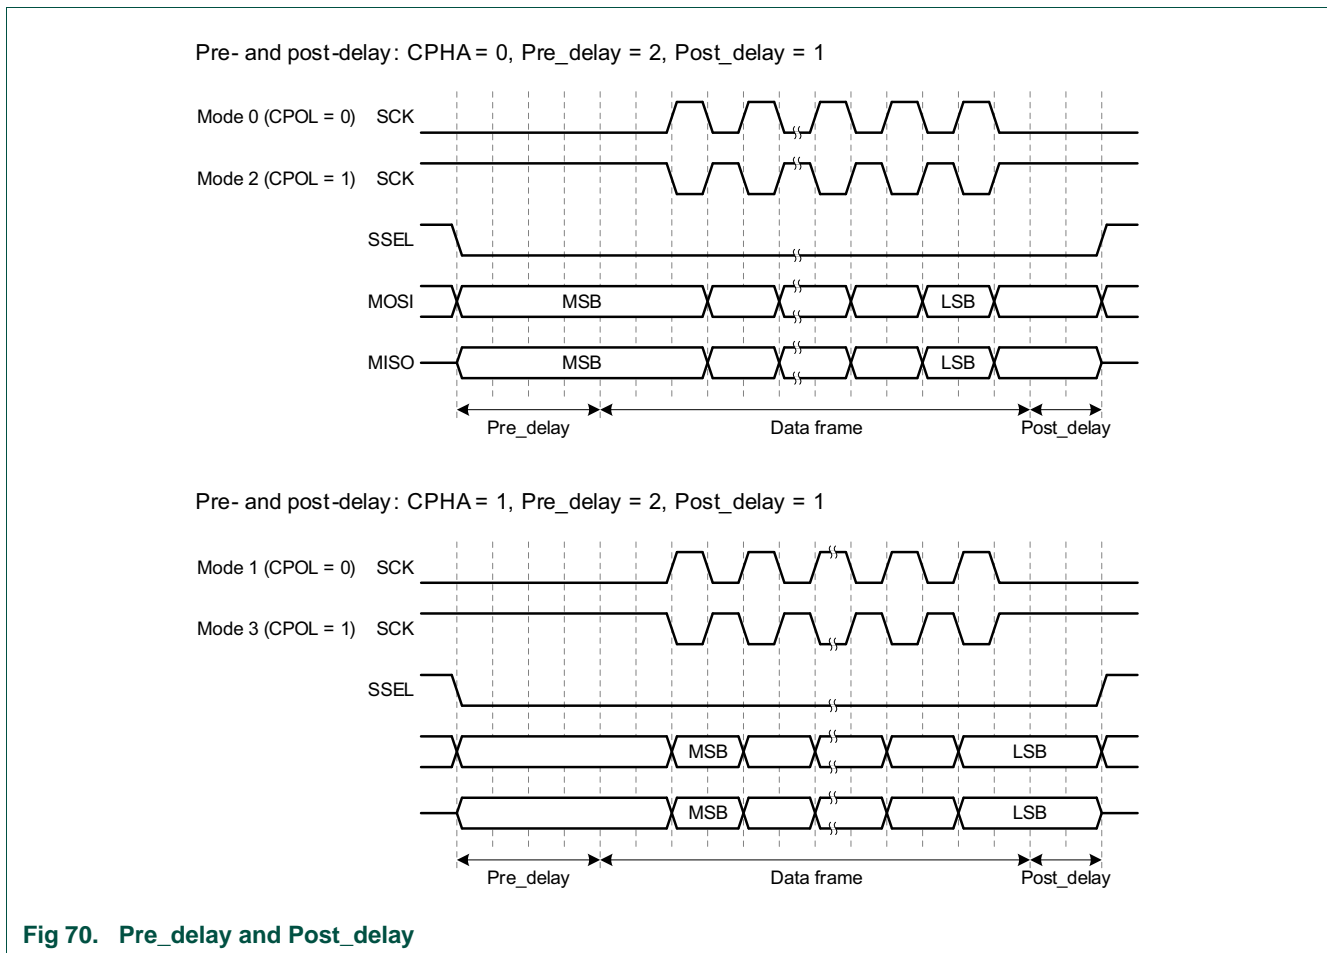 Pre- and post-delay: CPHA = 0, Pre_delay = 2, Post_delay = 1
Mode 0 (CPOL = 0) SCK
Mode 2 (CPOL = 1) SCK
SSEL
MOSI MSB LSB
MISO MSB LSB
Pre_delay Data frame Post_delay
Pre- and post-delay: CPHA = 1, Pre_delay = 2, Post_delay = 1
Mode 1 (CPOL = 0) SCK
Mode 3 (CPOL = 1) SCK
SSEL
MSB LSB
MSB LSB
Pre_delay Data frame Post_delay
Fig 70. Pre_delay and Post_delay